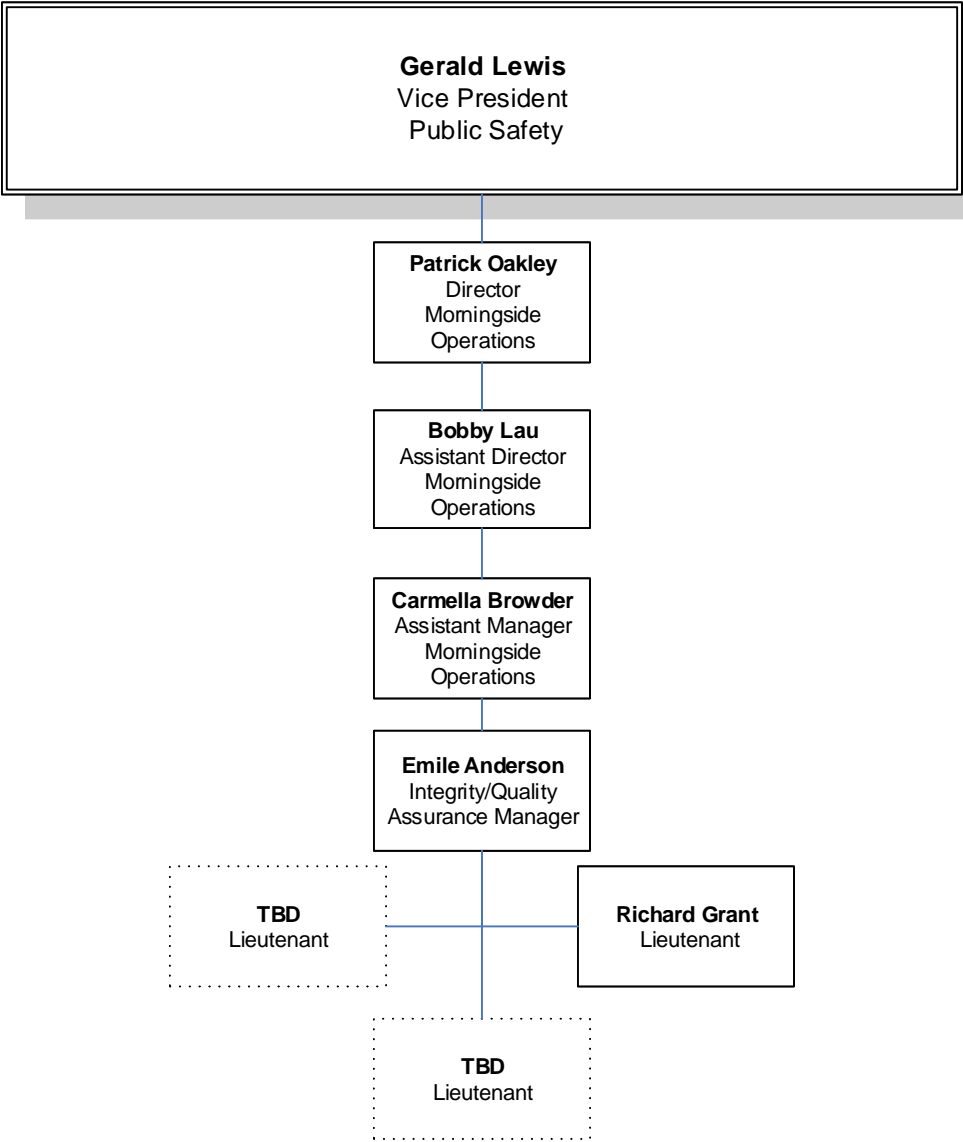 Gerald Lewis
Vice President
Public Safety
Patrick Oakley
Director
Morningside
Operations
Bobby Lau
Assistant Director
Morningside
Operations
Carmella Browder
Assistant Manager
Morningside
Operations
Emile Anderson
Integrity/Quality
Assurance Manager
TBD
Lieutenant
Richard Grant
Lieutenant
TBD
Lieutenant